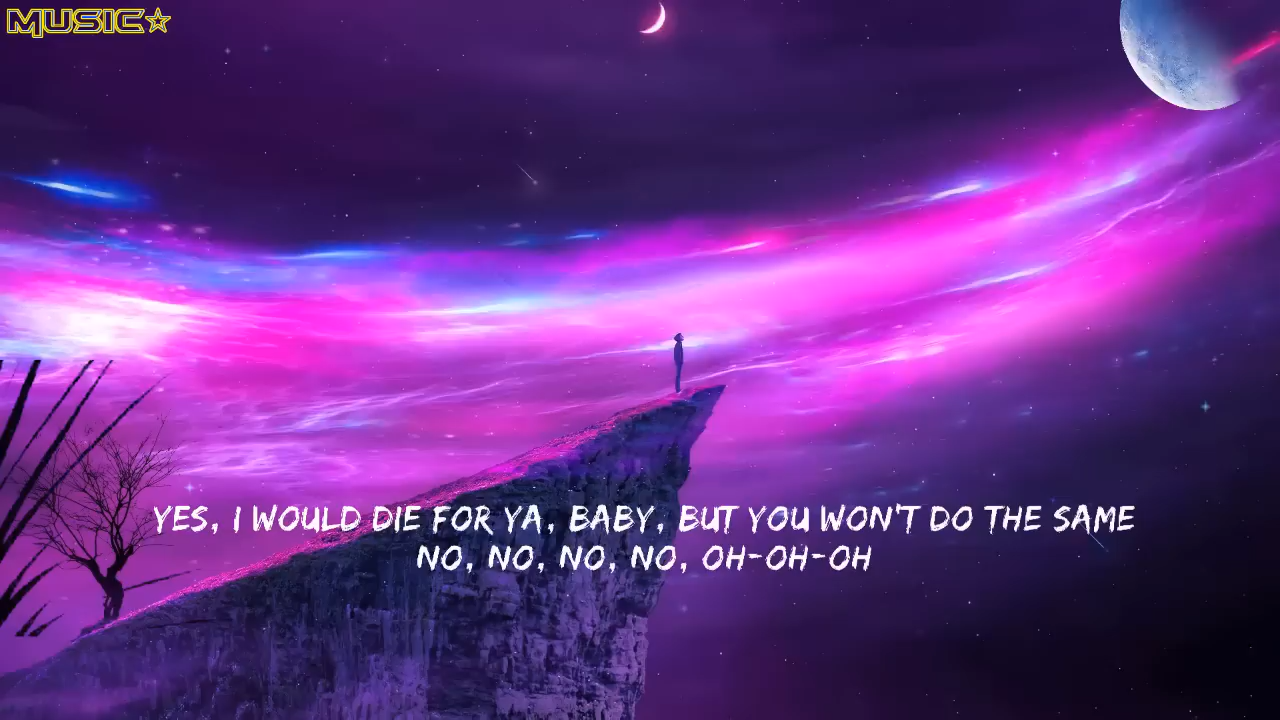 MUSIC☆
YES, I WOULD DIE FOR YA, BABY, BUT YOU WON'T DO THE SAME
NO, NO, NO, NO, OH-OH-OH